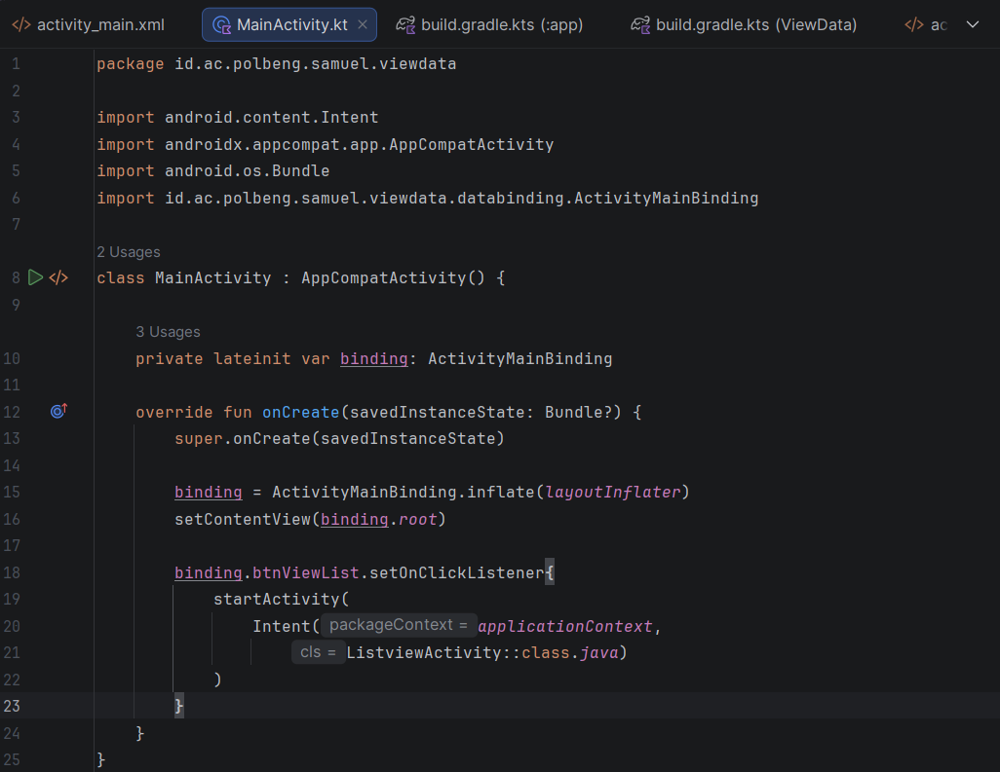 activity_main.xml MainActivity.kt build.gradle.kts (:app) build.gradle.kts (ViewData) ac
1 package id.ac.polbeng.samuel.viewdata
2
3 import android.content.Intent
4 import androidx.appcompat.app.AppCompatActivity
5 import android.os.Bundle
6 import id.ac.polbeng.samuel.viewdata.databinding.ActivityMainBinding
7
2 Usages
8 class MainActivity : AppCompatActivity() {
9
3 Usages
10 private lateinit var binding: ActivityMainBinding
11
12 override fun onCreate(savedInstanceState: Bundle?) {
13 super.onCreate(savedInstanceState)
14
15 binding = ActivityMainBinding.inflate(layoutInflater)
16 setContentView(binding.root)
17
18 binding.btnViewList.setOnClickListener{
19 startActivity(
20 Intent( packageContext = applicationContext,
21 cls = ListviewActivity::class.java)
22 )
23 }
24 }
25 }